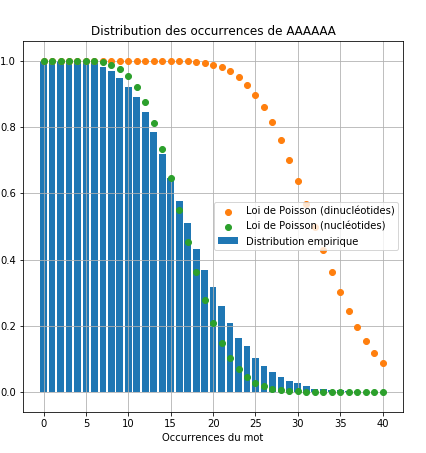 Distribution des occurrences de AAAAAA
1.0
0.8
0.6
0.4
0.2
0.0
Loi de Poisson (dinucléotides)
Loi de Poisson (nucléotides)
Distribution empirique
0 5 10 15 20 25 30 35 40
Occurrences du mot